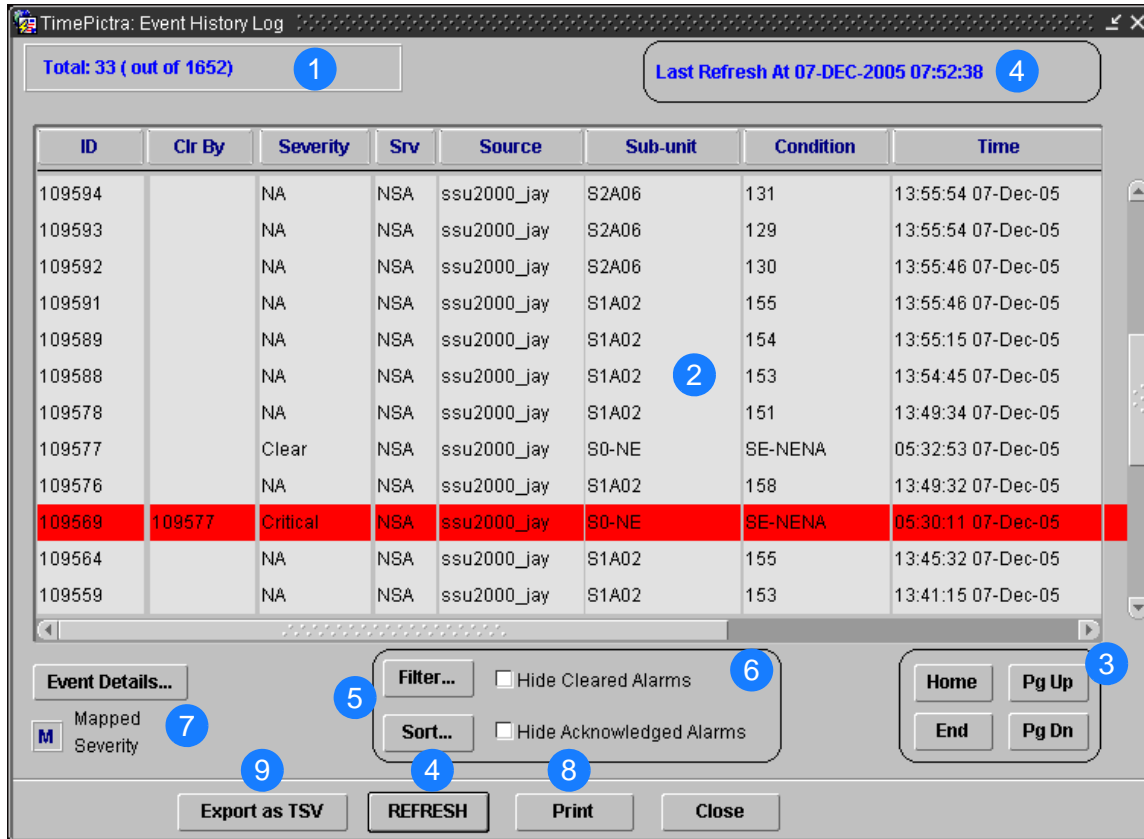 TimePictra: Event History Log
Total: 33 ( out of 1652) 1
Last Refresh At 07-DEC-2005 07:52:38 4
ID Clr By Severity Srv Source Sub-unit Condition Time
109594 NA NSA ssu2000_jay S2A06 131 13:55:54 07-Dec-05
109593 NA NSA ssu2000_jay S2A06 129 13:55:54 07-Dec-05
109592 NA NSA ssu2000_jay S2A06 130 13:55:46 07-Dec-05
109591 NA NSA ssu2000_jay S1A02 155 13:55:46 07-Dec-05
109589 NA NSA ssu2000_jay S1A02 154 13:55:15 07-Dec-05
109588 NA NSA ssu2000_jay S1A02 2 153 13:54:45 07-Dec-05
109578 NA NSA ssu2000_jay S1A02 151 13:49:34 07-Dec-05
109577 Clear NSA ssu2000_jay S0-NE SE-NENA 05:32:53 07-Dec-05
109576 NA NSA ssu2000_jay S1A02 158 13:49:32 07-Dec-05
109569 109577 Critical NSA ssu2000_jay S0-NE SE-NENA 05:30:11 07-Dec-05
109564 NA NSA ssu2000_jay S1A02 155 13:45:32 07-Dec-05
109559 NA NSA ssu2000_jay S1A02 153 13:41:15 07-Dec-05
Event Details...
M Mapped Severity 7
5
Filter... Hide Cleared Alarms 6
Sort... Hide Acknowledged Alarms
3
Home Pg Up
End Pg Dn
9 4 8
Export as TSV REFRESH Print Close